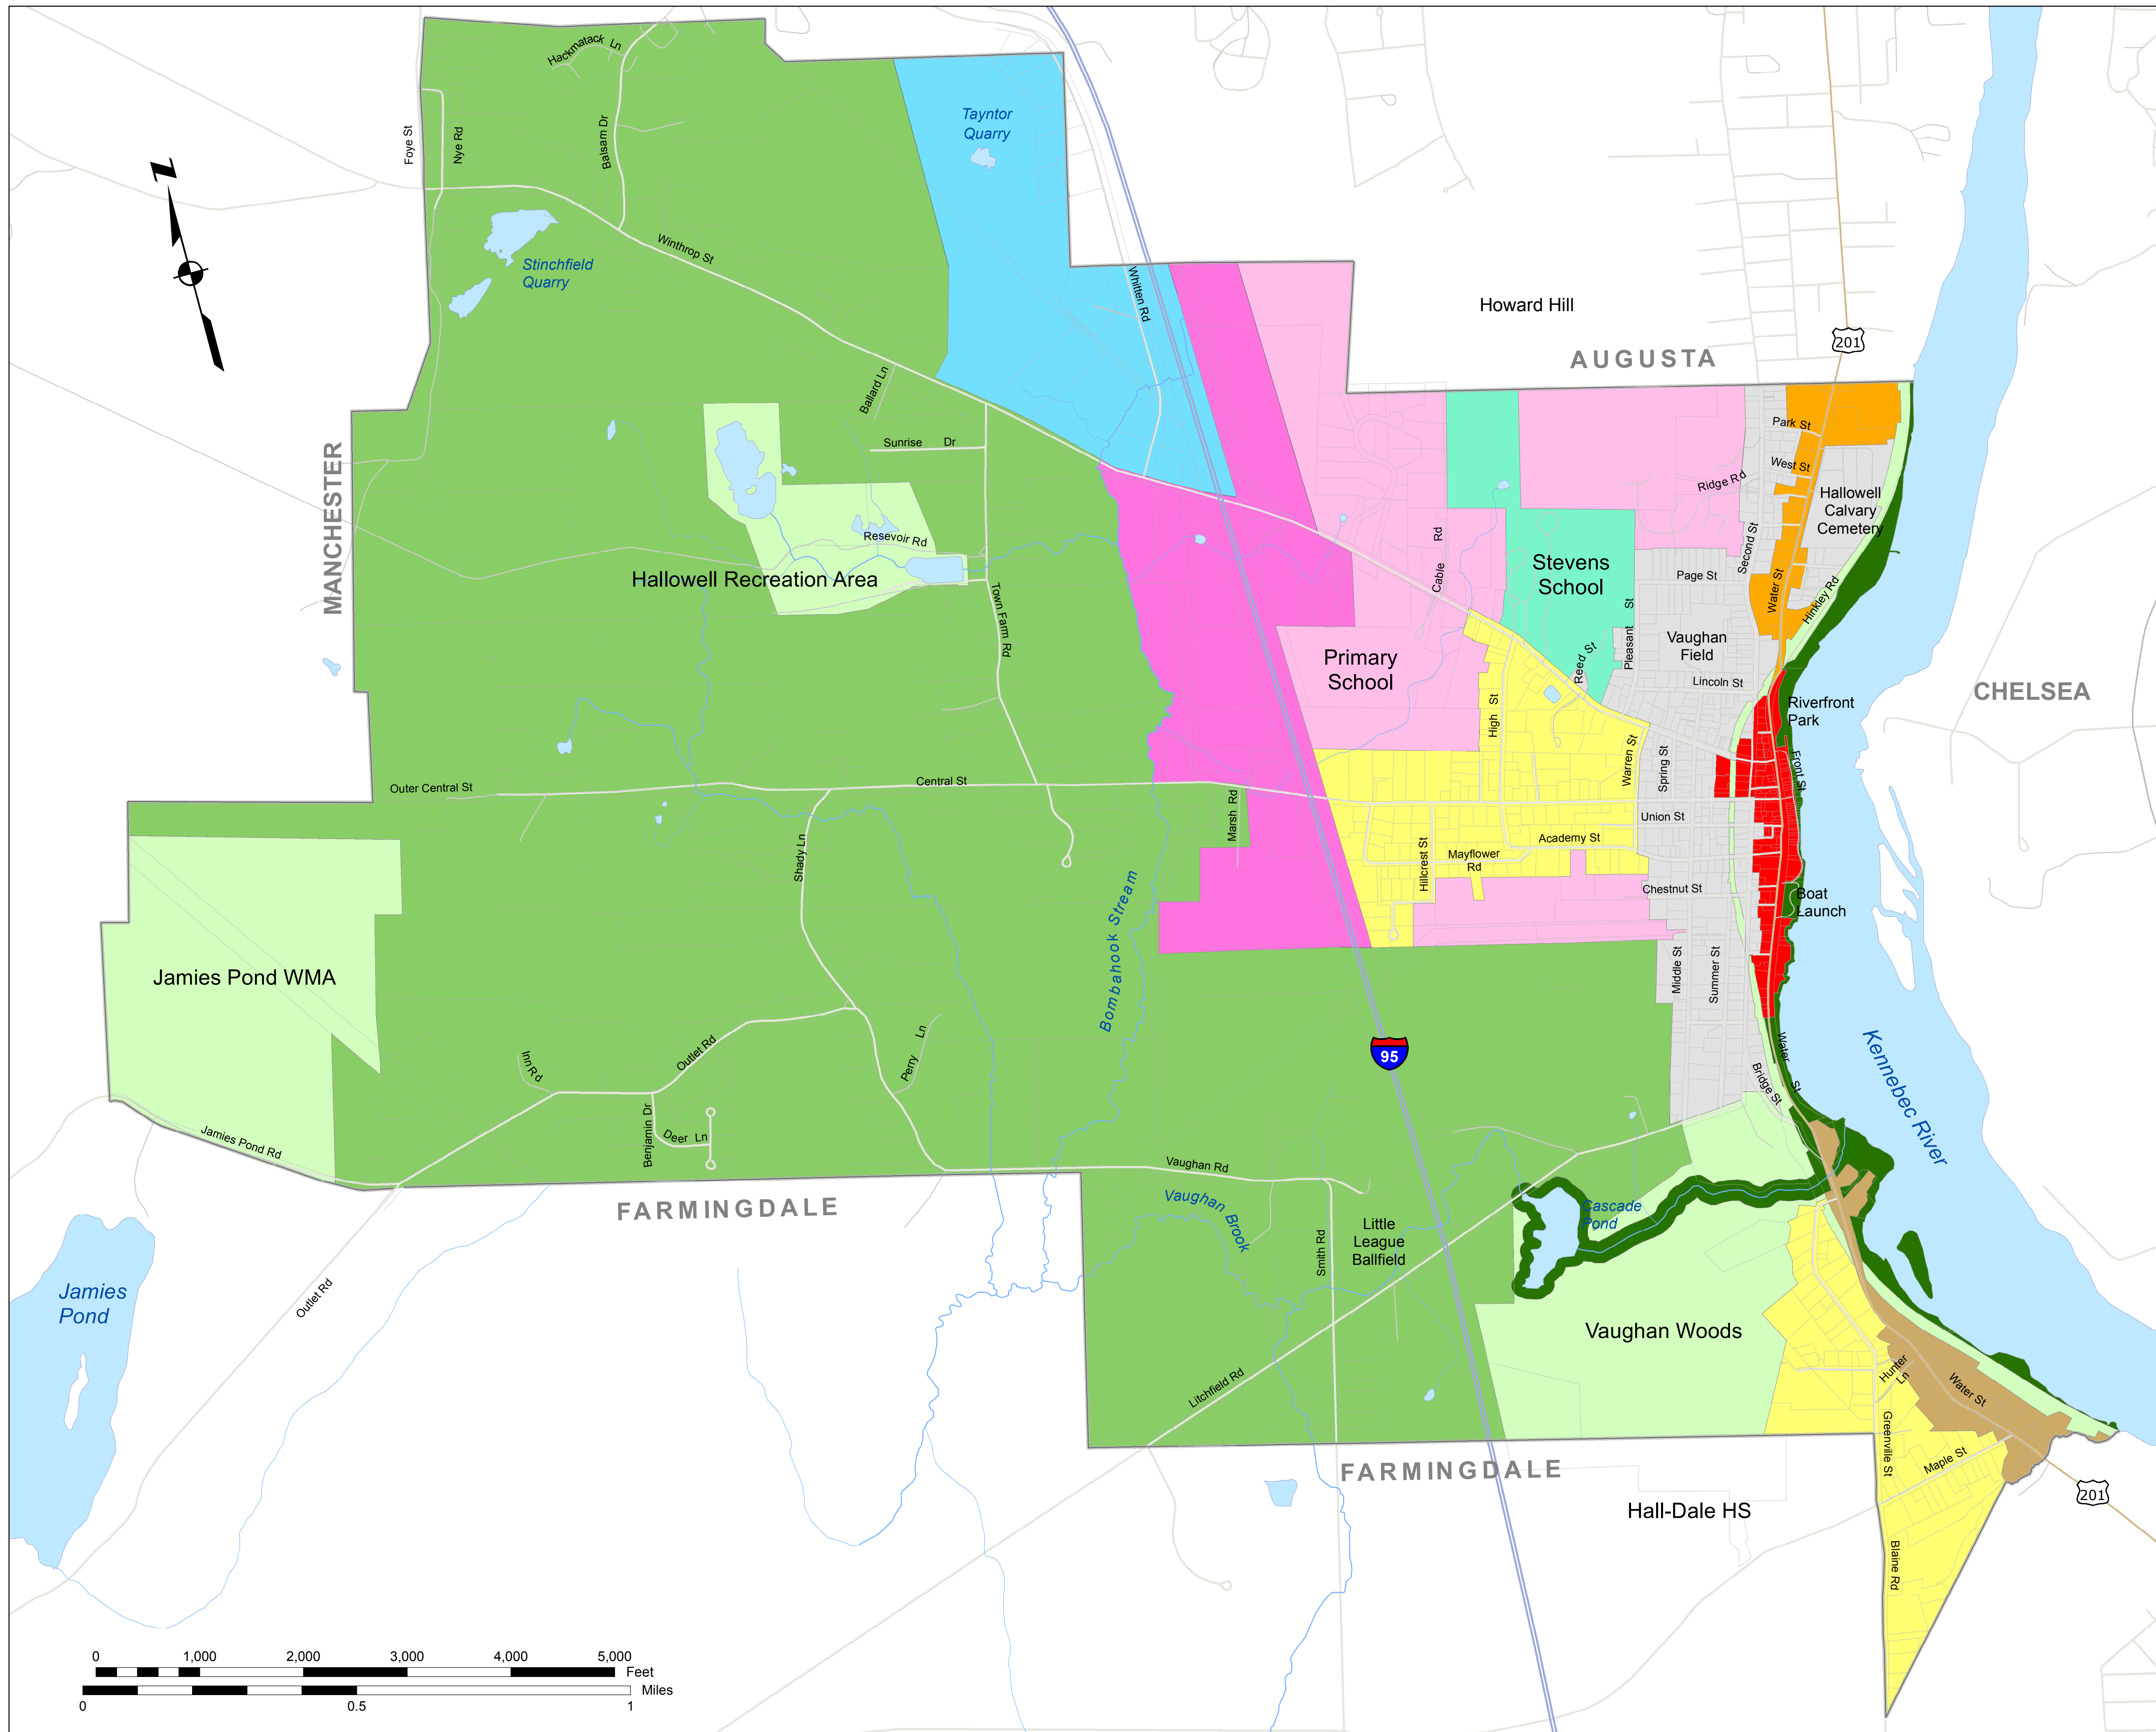 Hackmatack Ln
Foye St
Nye Rd
Balsam Dr
Tayntor
Quarry
N
Winthrop St
Stinchfield
Quarry
Whitten Rd
Howard Hill
AUGUSTA
201
Ballard Ln
Sunrise Dr
Park St
West St
Ridge Rd
Hallowell
Calvary
Cemetery
MANCHESTER
Resevoir Rd
Hallowell Recreation Area
Town Farm Rd
Cable Rd
Stevens
School
Second St
Page St
Water St
Hinkley Rd
Pleasant St
Vaughan
Field
Reed St
Primary
School
Lincoln St
CHELSEA
Riverfront
Park
High St
Warren St
Spring St
Front St
Outer Central St
Central St
Marsh Rd
Union St
Shady Ln
Academy St
Hillcrest St
Mayflower
Rd
Chestnut St
Boat
Launch
Bombahook Stream
Jamies Pond WMA
Middle St
Summer St
Inn Rd
Outlet Rd
Perry Ln
95
Water St
Bridge St
Kennebec River
Benjamin Dr
Deer Ln
Jamies Pond Rd
Vaughan Rd
FARMINGDALE
Vaughan Brook
Cascade
Pond
Smith Rd
Little
League
Ballfield
Jamies
Pond
Outlet Rd
Vaughan Woods
Litchfield Rd
Hunter
Ln
Water St
Greenville St
Maple St
FARMINGDALE
201
Hall-Dale HS
Blaine Rd
0 1,000 2,000 3,000 4,000 5,000
Feet
Miles
0 0.5 1